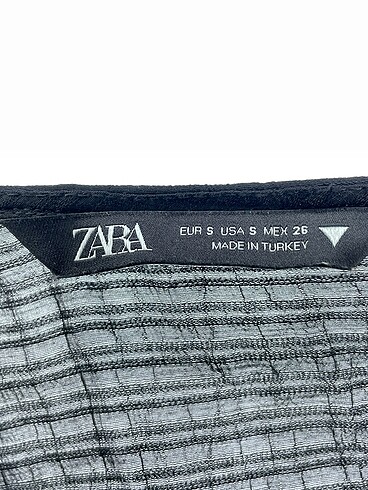 ZARA
EUR S USA S MEX 26
MADE IN TURKEY